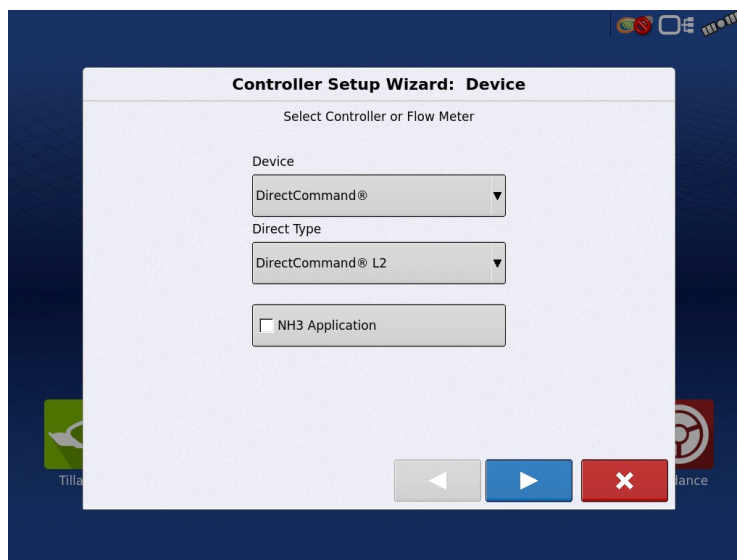 Controller Setup Wizard: Device
Select Controller or Flow Meter
Device
DirectCommand®
Direct Type
DirectCommand® L2
NH3 Application
Tilla
dance